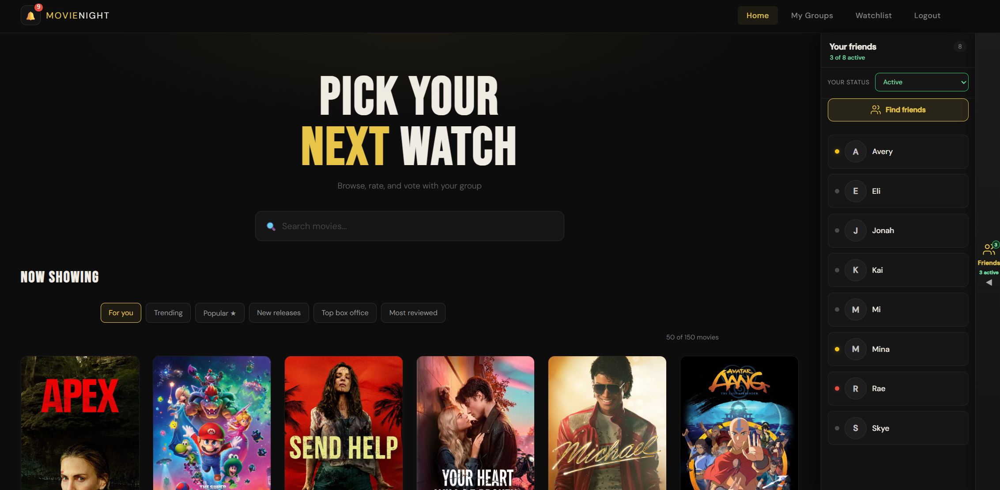 9
MOVIENIGHT
Home
My Groups
Watchlist
Logout
PICK YOUR
NEXT WATCH
Browse, rate, and vote with your group
Search movies...
NOW SHOWING
For you
Trending
Popular ★
New releases
Top box office
Most reviewed
50 of 150 movies
APEX
THE SUPER
SEND HELP
YOUR HEART
Michael
AVATAR
AANG
THE LAST AIRBENDER
Your friends
8
3 of 8 active
YOUR STATUS
Active
Find friends
A
Avery
E
Eli
J
Jonah
K
Kai
M
Mi
M
Mina
R
Rae
S
Skye
3
Friends
3 active